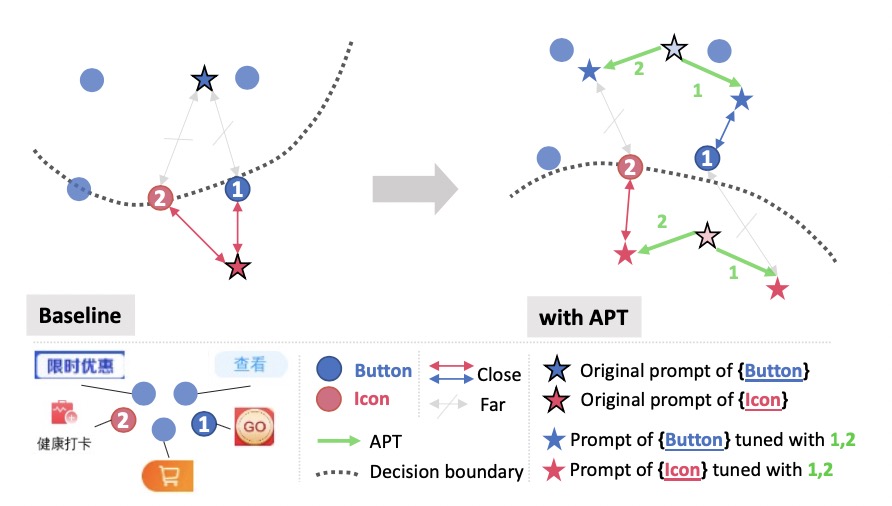 2
1
2
1
2
1
2
1
Baseline
with APT
限时优惠
查看
2
健康打卡
1
GO
Button
Icon
Close
Far
APT
Decision boundary
Original prompt of {Button}
Original prompt of {Icon}
Prompt of {Button} tuned with 1,2
Prompt of {Icon} tuned with 1,2